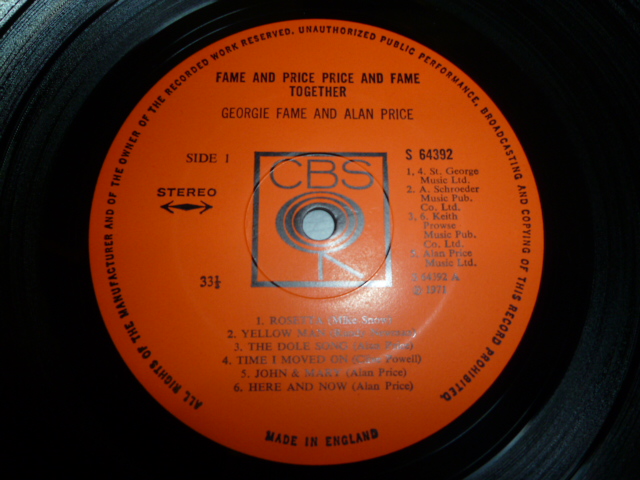 ALL RIGHTS OF THE MANUFACTURER AND OF THE OWNER OF THE RECORDED WORK RESERVED. UNAUTHORIZED PUBLIC PERFORMANCE, BROADCASTING AND COPYING OF THIS RECORD PROHIBITED.
FAME AND PRICE PRICE AND FAME
TOGETHER
GEORGIE FAME AND ALAN PRICE
SIDE 1
STEREO
33⅓
CBS
S 64392
1, 4. St. George
Music Ltd.
2. A. Schroeder
Music Pub.
Co. Ltd.
3, 6. Keith
Prowse
Music Pub.
Co. Ltd.
5. Alan Price
Music Ltd.
S 64392 A
℗ 1971
1. ROSETTA (Mike Snow)
2. YELLOW MAN
3. THE DOLE SONG (Alan Price)
4. TIME I MOVED ON Powell)
5. JOHN & MARY (Alan Price)
6. HERE AND NOW (Alan Price)
MADE IN ENGLAND